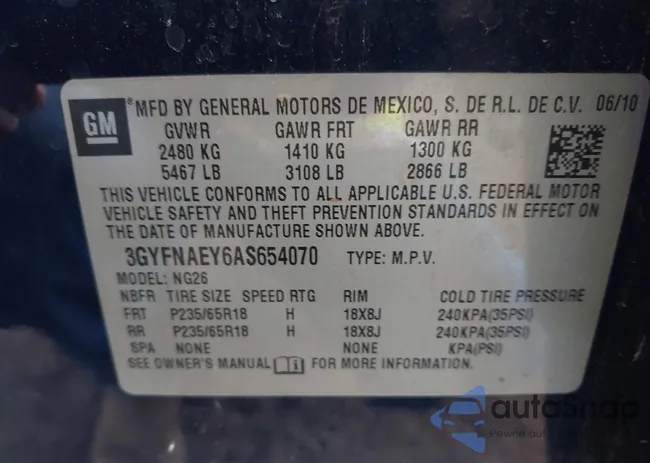 GM
® MFD BY GENERAL MOTORS DE MEXICO, S. DE R.L. DE C.V. 06/10
GVWR GAWR FRT GAWR RR
2480 KG 1410 KG 1300 KG
5467 LB 3108 LB 2866 LB
THIS VEHICLE CONFORMS TO ALL APPLICABLE U.S. FEDERAL MOTOR
VEHICLE SAFETY AND THEFT PREVENTION STANDARDS IN EFFECT ON
THE DATE OF MANUFACTURE SHOWN ABOVE.
3GYFNAEY6AS654070 TYPE: M.P.V.
MODEL: NG26
NBFR TIRE SIZE SPEED RTG RIM COLD TIRE PRESSURE
FRT P235/65R18 H 18X8J 240KPA(35PSI)
RR P235/65R18 H 18X8J 240KPA(35PSI)
SPA NONE NONE KPA(PSI)
SEE OWNER'S MANUAL i FOR MORE INFORMATION.
autoSnap
Pewne aut